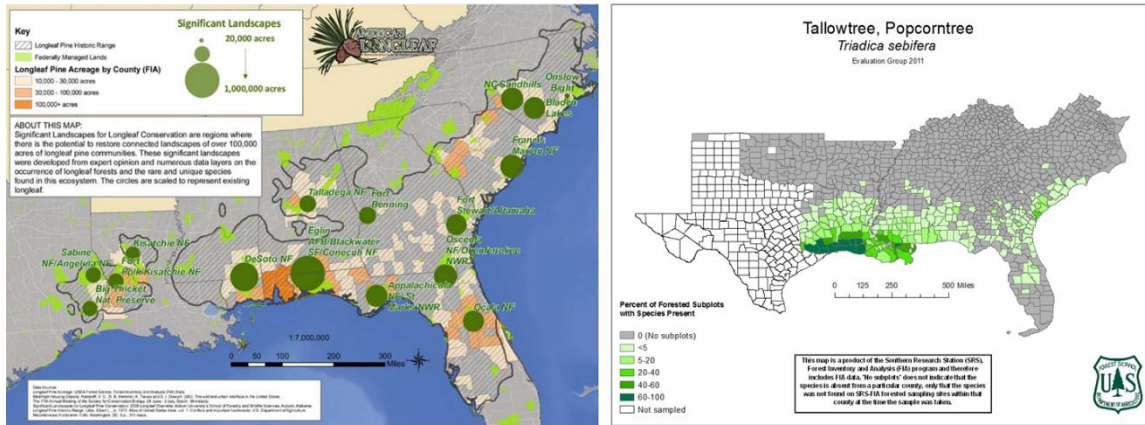 Key
Longleaf Pine Historic Range
Federally Managed Lands
Longleaf Pine Acreage by County (FIA)
10,000 - 30,000 acres
30,000 - 100,000 acres
100,000+ acres
Significant Landscapes
20,000 acres
1,000,000 acres
AMERICA'S
LONGLEAF
ABOUT THIS MAP:
Significant Landscapes for Longleaf Conservation are regions where
there is the potential to restore connected landscapes of over 100,000
acres of longleaf pine communities. These significant landscapes
were developed from expert opinion and numerous data layers on the
occurrence of longleaf forests and the rare and unique species
found in this ecosystem. The circles are scaled to represent existing
longleaf.
NC Sandhills
Onslow
Bight
Bladen
Lakes
Francis
Marion NF
Talladega NF
Fort
Benning
Fort
Stewart/Altamaha
Eglin
AFB/Blackwater
SF/Conecuh NF
Osceola
NF/Okefenokee
NWR
Kisatchie NF
Sabine
NF/Angelina NF
Fort
Polk/Kisatchie NF
Big Thicket
Nat. Preserve
DeSoto NF
Appalachicola
NF/St.
Marks NWR
Ocala NF
1:7,000,000
0 50 100 200 300
Miles
Data Sources:
Tallowtree, Popcorntree
Triadica sebifera
Evaluation Group 2011
0 125 250 500 Miles
Percent of Forested Subplots
with Species Present
0 (No subplots)
<5
5-20
20-40
40-60
60-100
Not sampled
This map is a product of the Southern Research Station (SRS),
Forest Inventory and Analysis (FIA) program and therefore
includes FIA data. 'No subplots' does not indicate that the
species is absent from a particular county, only that the species
was not found on SRS-FIA forested sampling sites within that
county at the time the sample was taken.
FOREST SERVICE
U S
DEPARTMENT OF AGRICULTURE